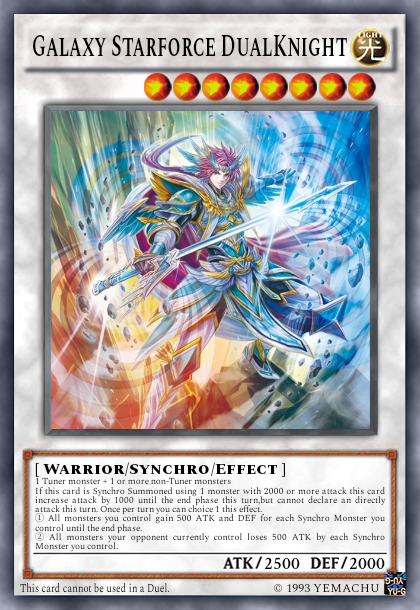 GALAXY STARFORCE DUALKNIGHT
LIGHT
光
[ WARRIOR/SYNCHRO/EFFECT ]
1 Tuner monster + 1 or more non-Tuner monsters
If this card is Synchro Summoned using 1 monster with 2000 or more attack this card
increase attack by 1000 until the end phase this turn,but cannot declare an directly
attack this turn. Once per turn you can choice 1 this effect.
① All monsters you control gain 500 ATK and DEF for each Synchro Monster you
control until the end phase.
② All monsters your opponent currently control loses 500 ATK by each Synchro
Monster you control.
ATK/2500 DEF/2000
This card cannot be used in a Duel.
© 1993 YEMACHU
YU-G
YU-G